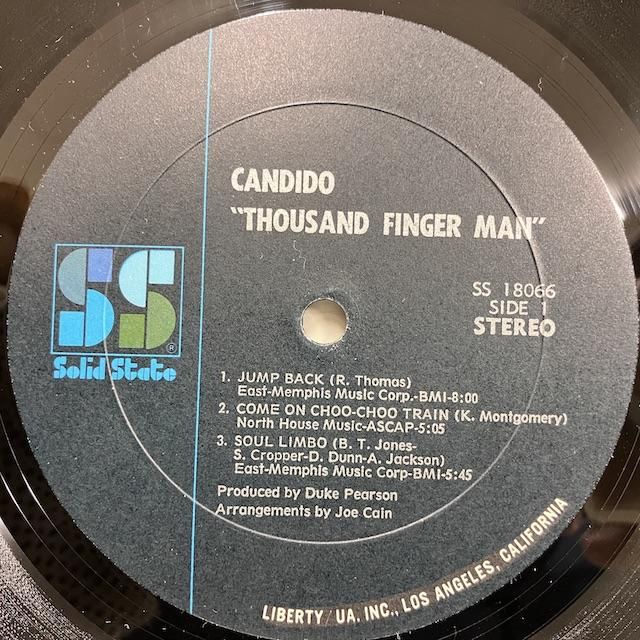 CANDIDO
"THOUSAND FINGER MAN"
SS
®
Solid State
SS 18066
SIDE 1
STEREO
1. JUMP BACK (R. Thomas)
East-Memphis Music Corp.-BMI-8:00
2. COME ON CHOO-CHOO TRAIN (K. Montgomery)
North House Music-ASCAP-5:05
3. SOUL LIMBO (B. T. Jones-
S. Cropper-D. Dunn-A. Jackson)
East-Memphis Music Corp-BMI-5:45
Produced by Duke Pearson
Arrangements by Joe Cain
LIBERTY/UA, INC., LOS ANGELES, CALIFORNIA